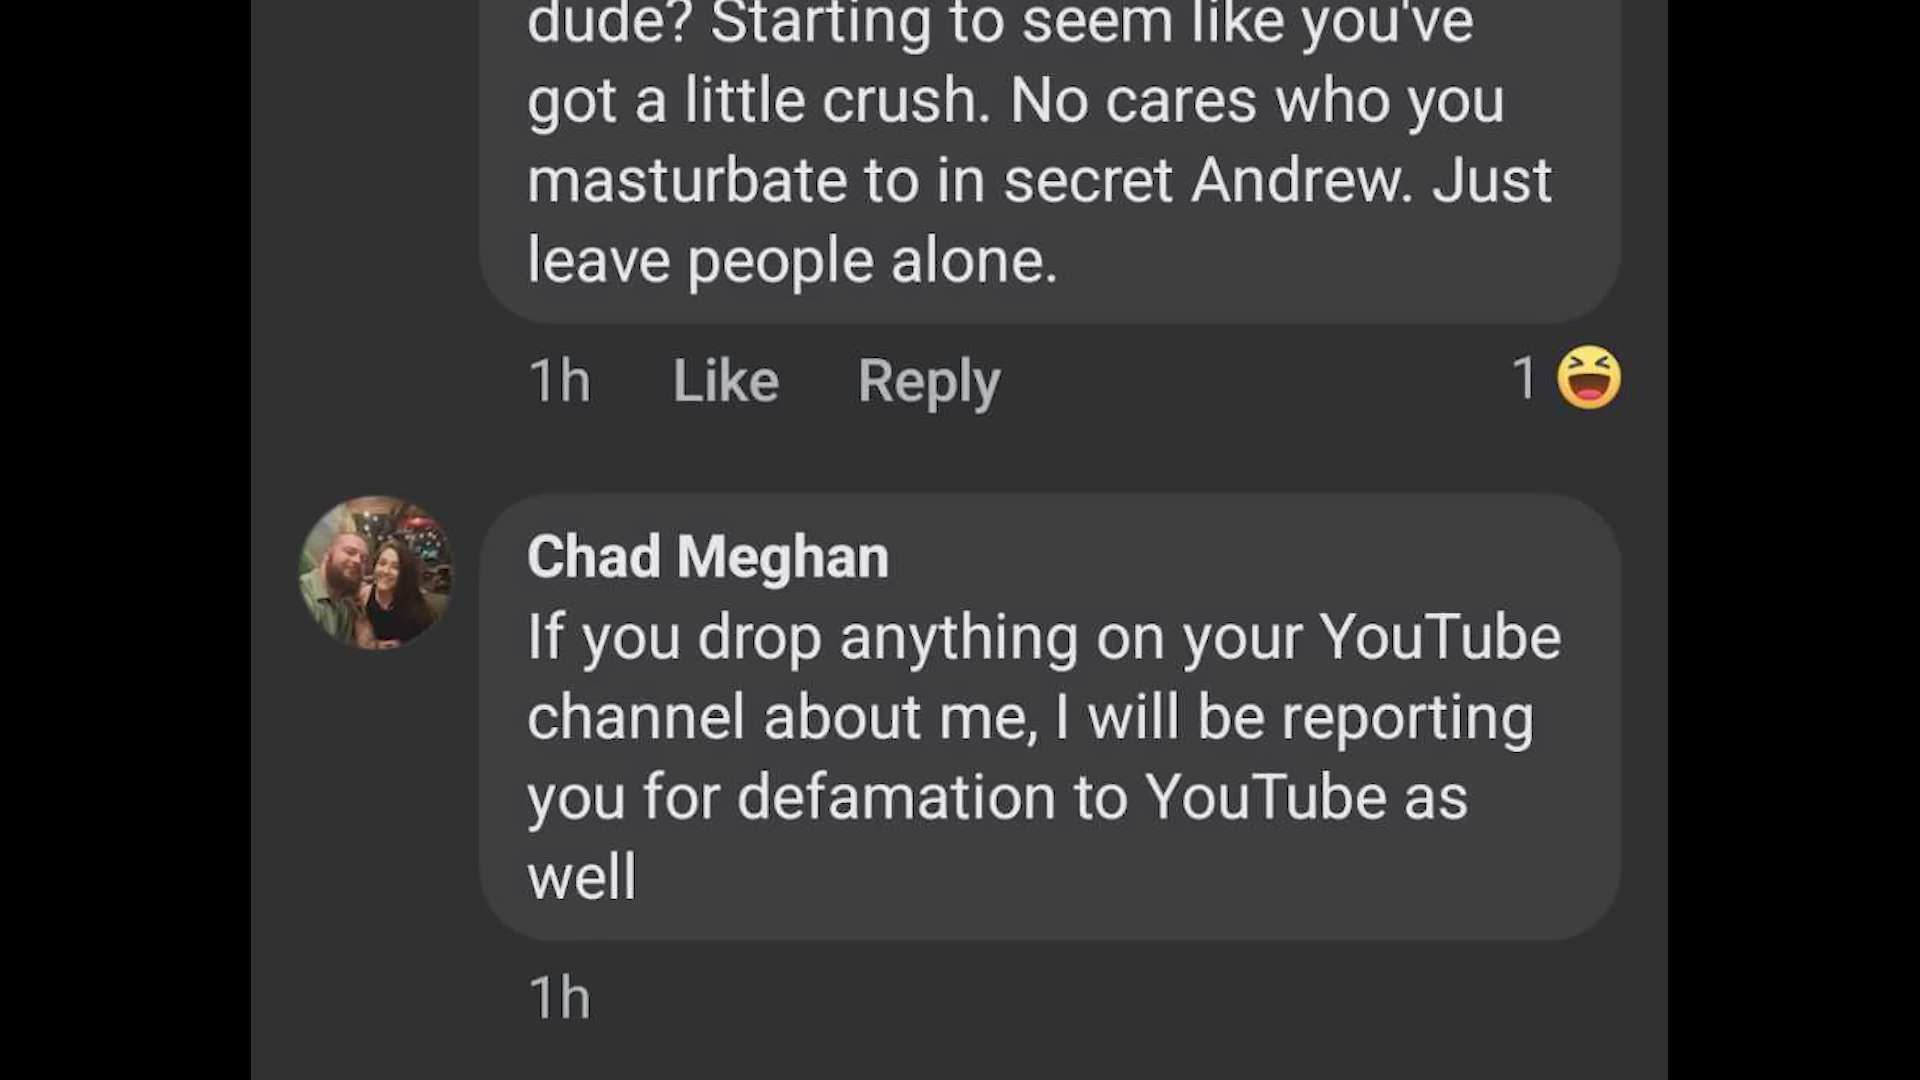 dude? Starting to seem like you've
got a little crush. No cares who you
masturbate to in secret Andrew. Just
leave people alone.
1h Like Reply 1
Chad Meghan
If you drop anything on your YouTube
channel about me, I will be reporting
you for defamation to YouTube as
well
1h